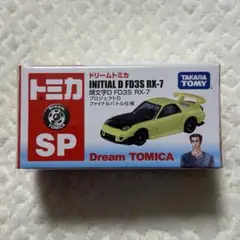 トミカ
Dream TOMICA
SP
ドリームトミカ
INITIAL D FD3S RX-7
頭文字D FD3S RX-7
プロジェクトD
ファイナルバトル仕様
TAKARA TOMY
Dream TOMICA